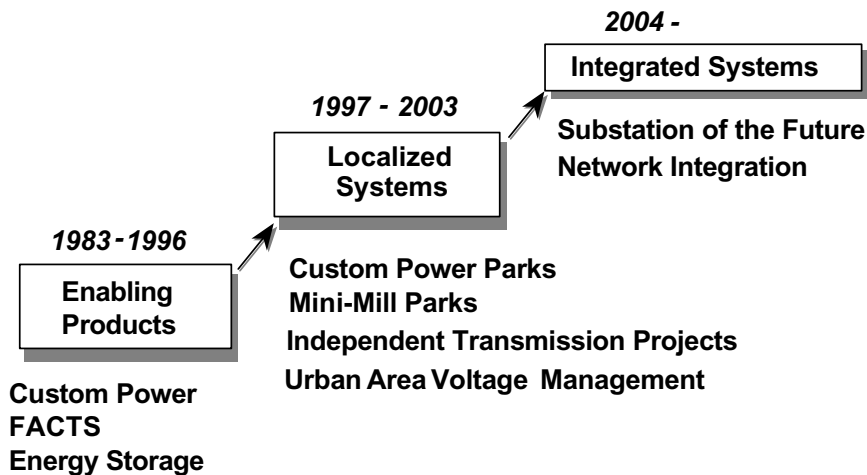 2004 -
Integrated Systems
Substation of the Future
Network Integration
1997 - 2003
Localized
Systems
Custom Power Parks
Mini-Mill Parks
Independent Transmission Projects
Urban Area Voltage Management
1983 - 1996
Enabling
Products
Custom Power
FACTS
Energy Storage